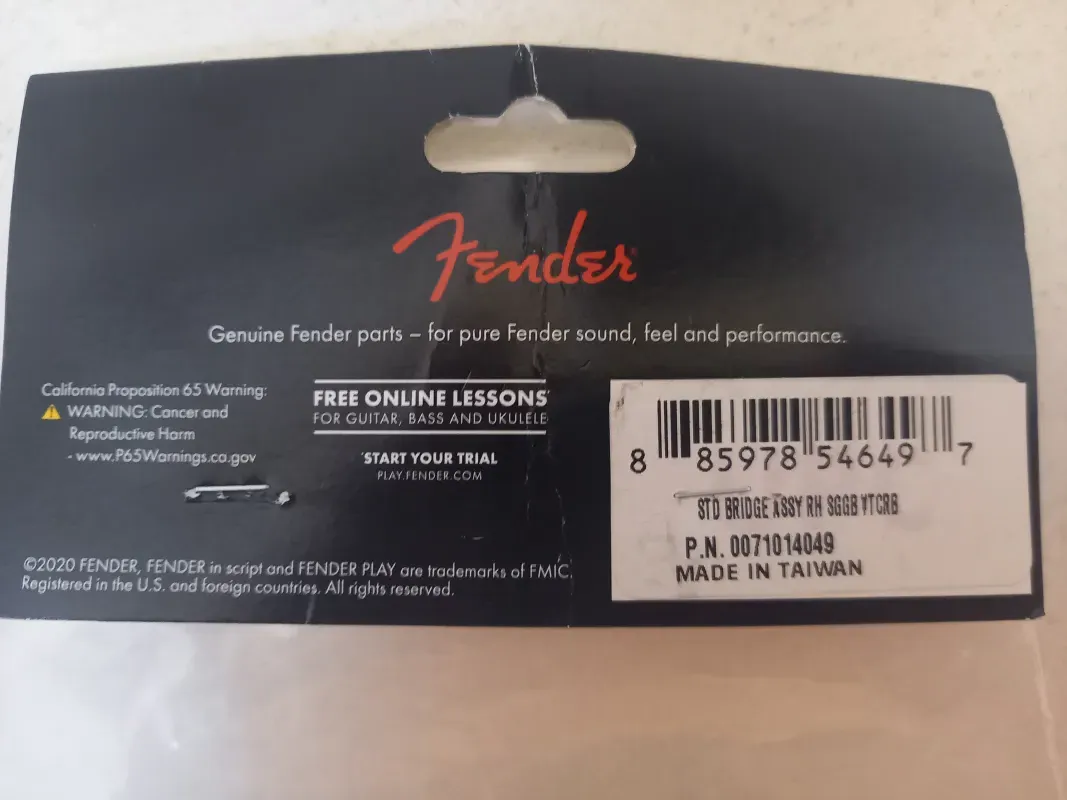 Fender
Genuine Fender parts – for pure Fender sound, feel and performance.
California Proposition 65 Warning:
WARNING: Cancer and
Reproductive Harm
- www.P65Warnings.ca.gov
FREE ONLINE LESSONS
FOR GUITAR, BASS AND UKULELE
START YOUR TRIAL
PLAY.FENDER.COM
©2020 FENDER, FENDER in script and FENDER PLAY are trademarks of FMIC.
Registered in the U.S. and foreign countries. All rights reserved.
8 85978 54649 7
STD BRIDGE ASSY RH SGGB VTCRB
P.N. 0071014049
MADE IN TAIWAN